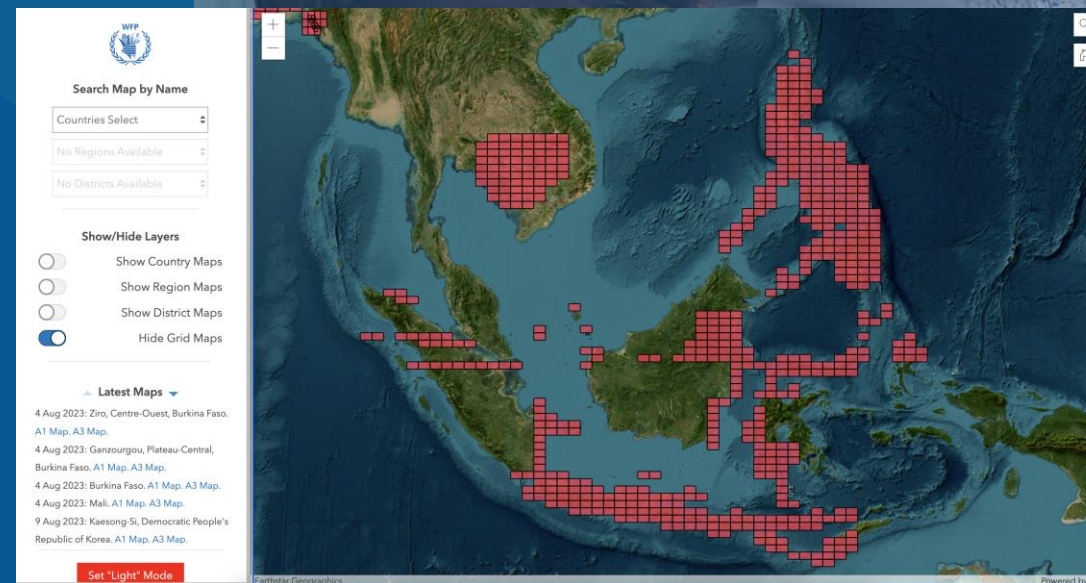 WFP
Search Map by Name
Countries Select
No Regions Available
No Districts Available
Show/Hide Layers
Show Country Maps
Show Region Maps
Show District Maps
Hide Grid Maps
Latest Maps
4 Aug 2023: Ziro, Centre-Ouest, Burkina Faso.
A1 Map. A3 Map.
4 Aug 2023: Ganzourgou, Plateau-Central,
Burkina Faso. A1 Map. A3 Map.
4 Aug 2023: Burkina Faso. A1 Map. A3 Map.
4 Aug 2023: Mali. A1 Map. A3 Map.
9 Aug 2023: Kaesong-Si, Democratic People's
Republic of Korea. A1 Map. A3 Map.
Set "Light" Mode
+
−
Earthstar Geographics
Powered by